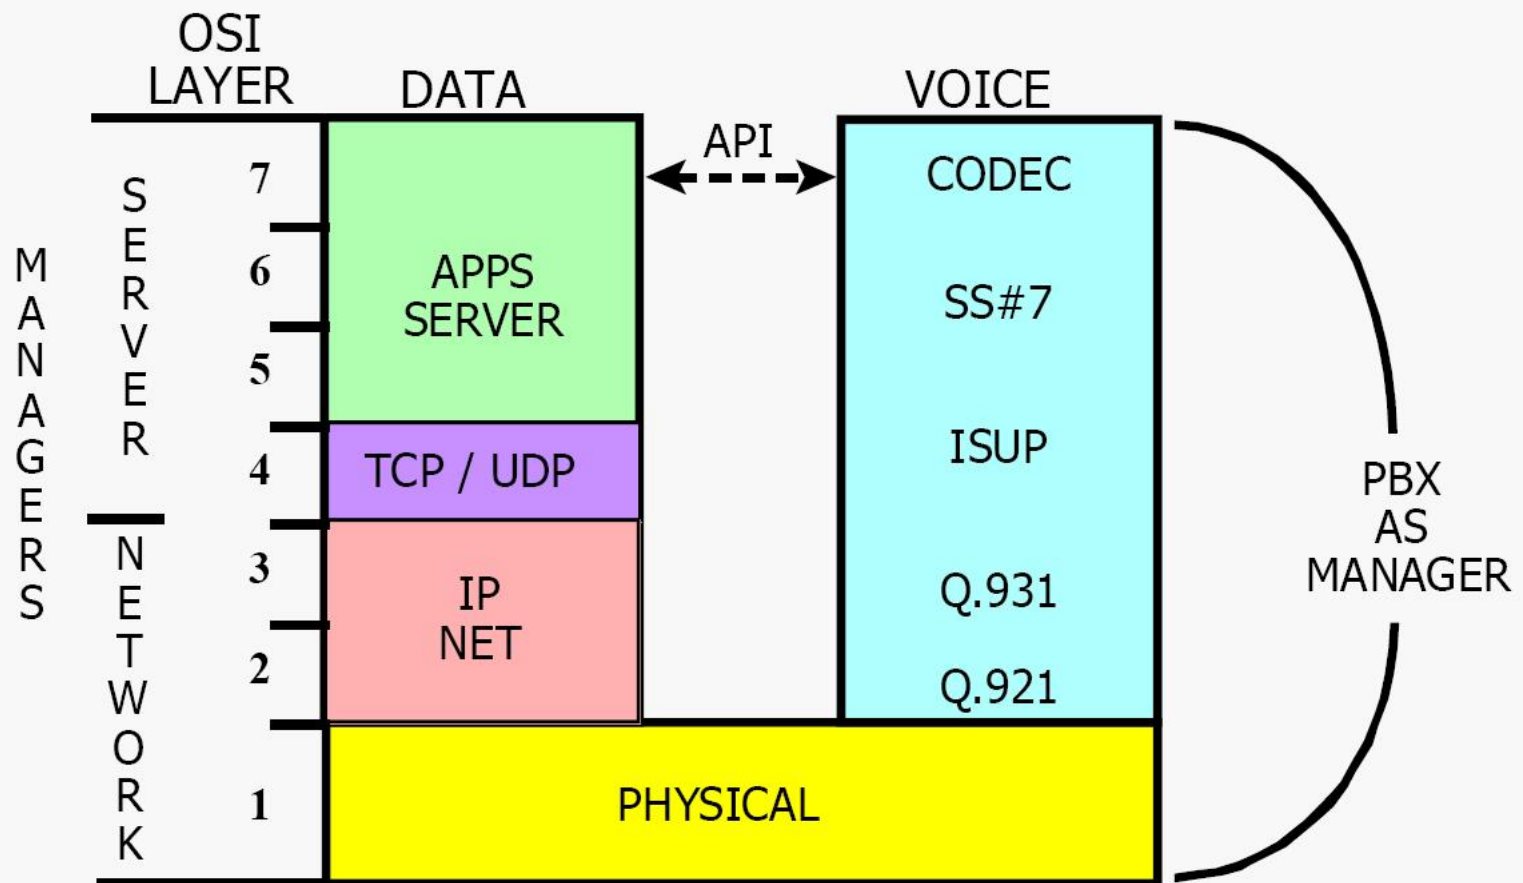 OSI
LAYER
DATA
VOICE
MANAGERS
SERVER
NETWORK
7
6
5
4
3
2
1
APPS
SERVER
TCP / UDP
IP
NET
API
CODEC
SS#7
ISUP
Q.931
Q.921
PHYSICAL
PBX
AS
MANAGER